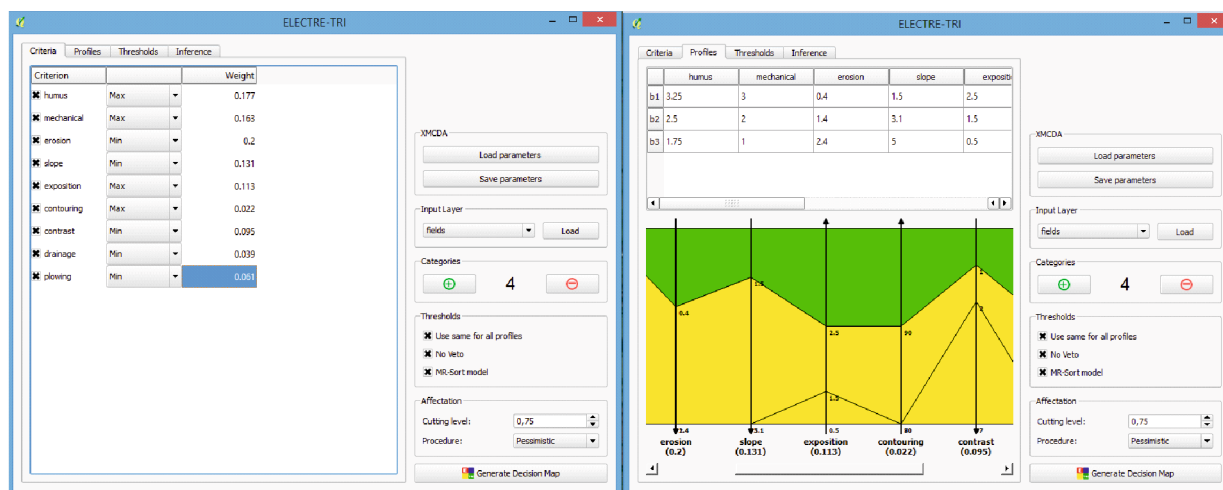 ELECTRE-TRI
Criteria Profiles Thresholds Inference
Criterion Weight
humus Max 0.177
mechanical Max 0.163
erosion Min 0.2
slope Min 0.131
exposition Max 0.113
contouring Max 0.022
contrast Min 0.095
drainage Min 0.039
plowing Min 0.061
XMCDA
Load parameters
Save parameters
Input Layer
fields Load
Categories
4
Thresholds
Use same for all profiles
No Veto
MR-Sort model
Affectation
Cutting level: 0,75
Procedure: Pessimistic
Generate Decision Map
ELECTRE-TRI
Criteria Profiles Thresholds Inference
humus mechanical erosion slope expositi
b1 3.25 3 0.4 1.5 2.5
b2 2.5 2 1.4 3.1 1.5
b3 1.75 1 2.4 5 0.5
1.5
0.4
2.5 90
1.5
3.1 0.5 80 7
erosion slope exposition contouring contrast
(0.2) (0.131) (0.113) (0.022) (0.095)
XMCDA
Load parameters
Save parameters
Input Layer
fields Load
Categories
4
Thresholds
Use same for all profiles
No Veto
MR-Sort model
Affectation
Cutting level: 0,75
Procedure: Pessimistic
Generate Decision Map